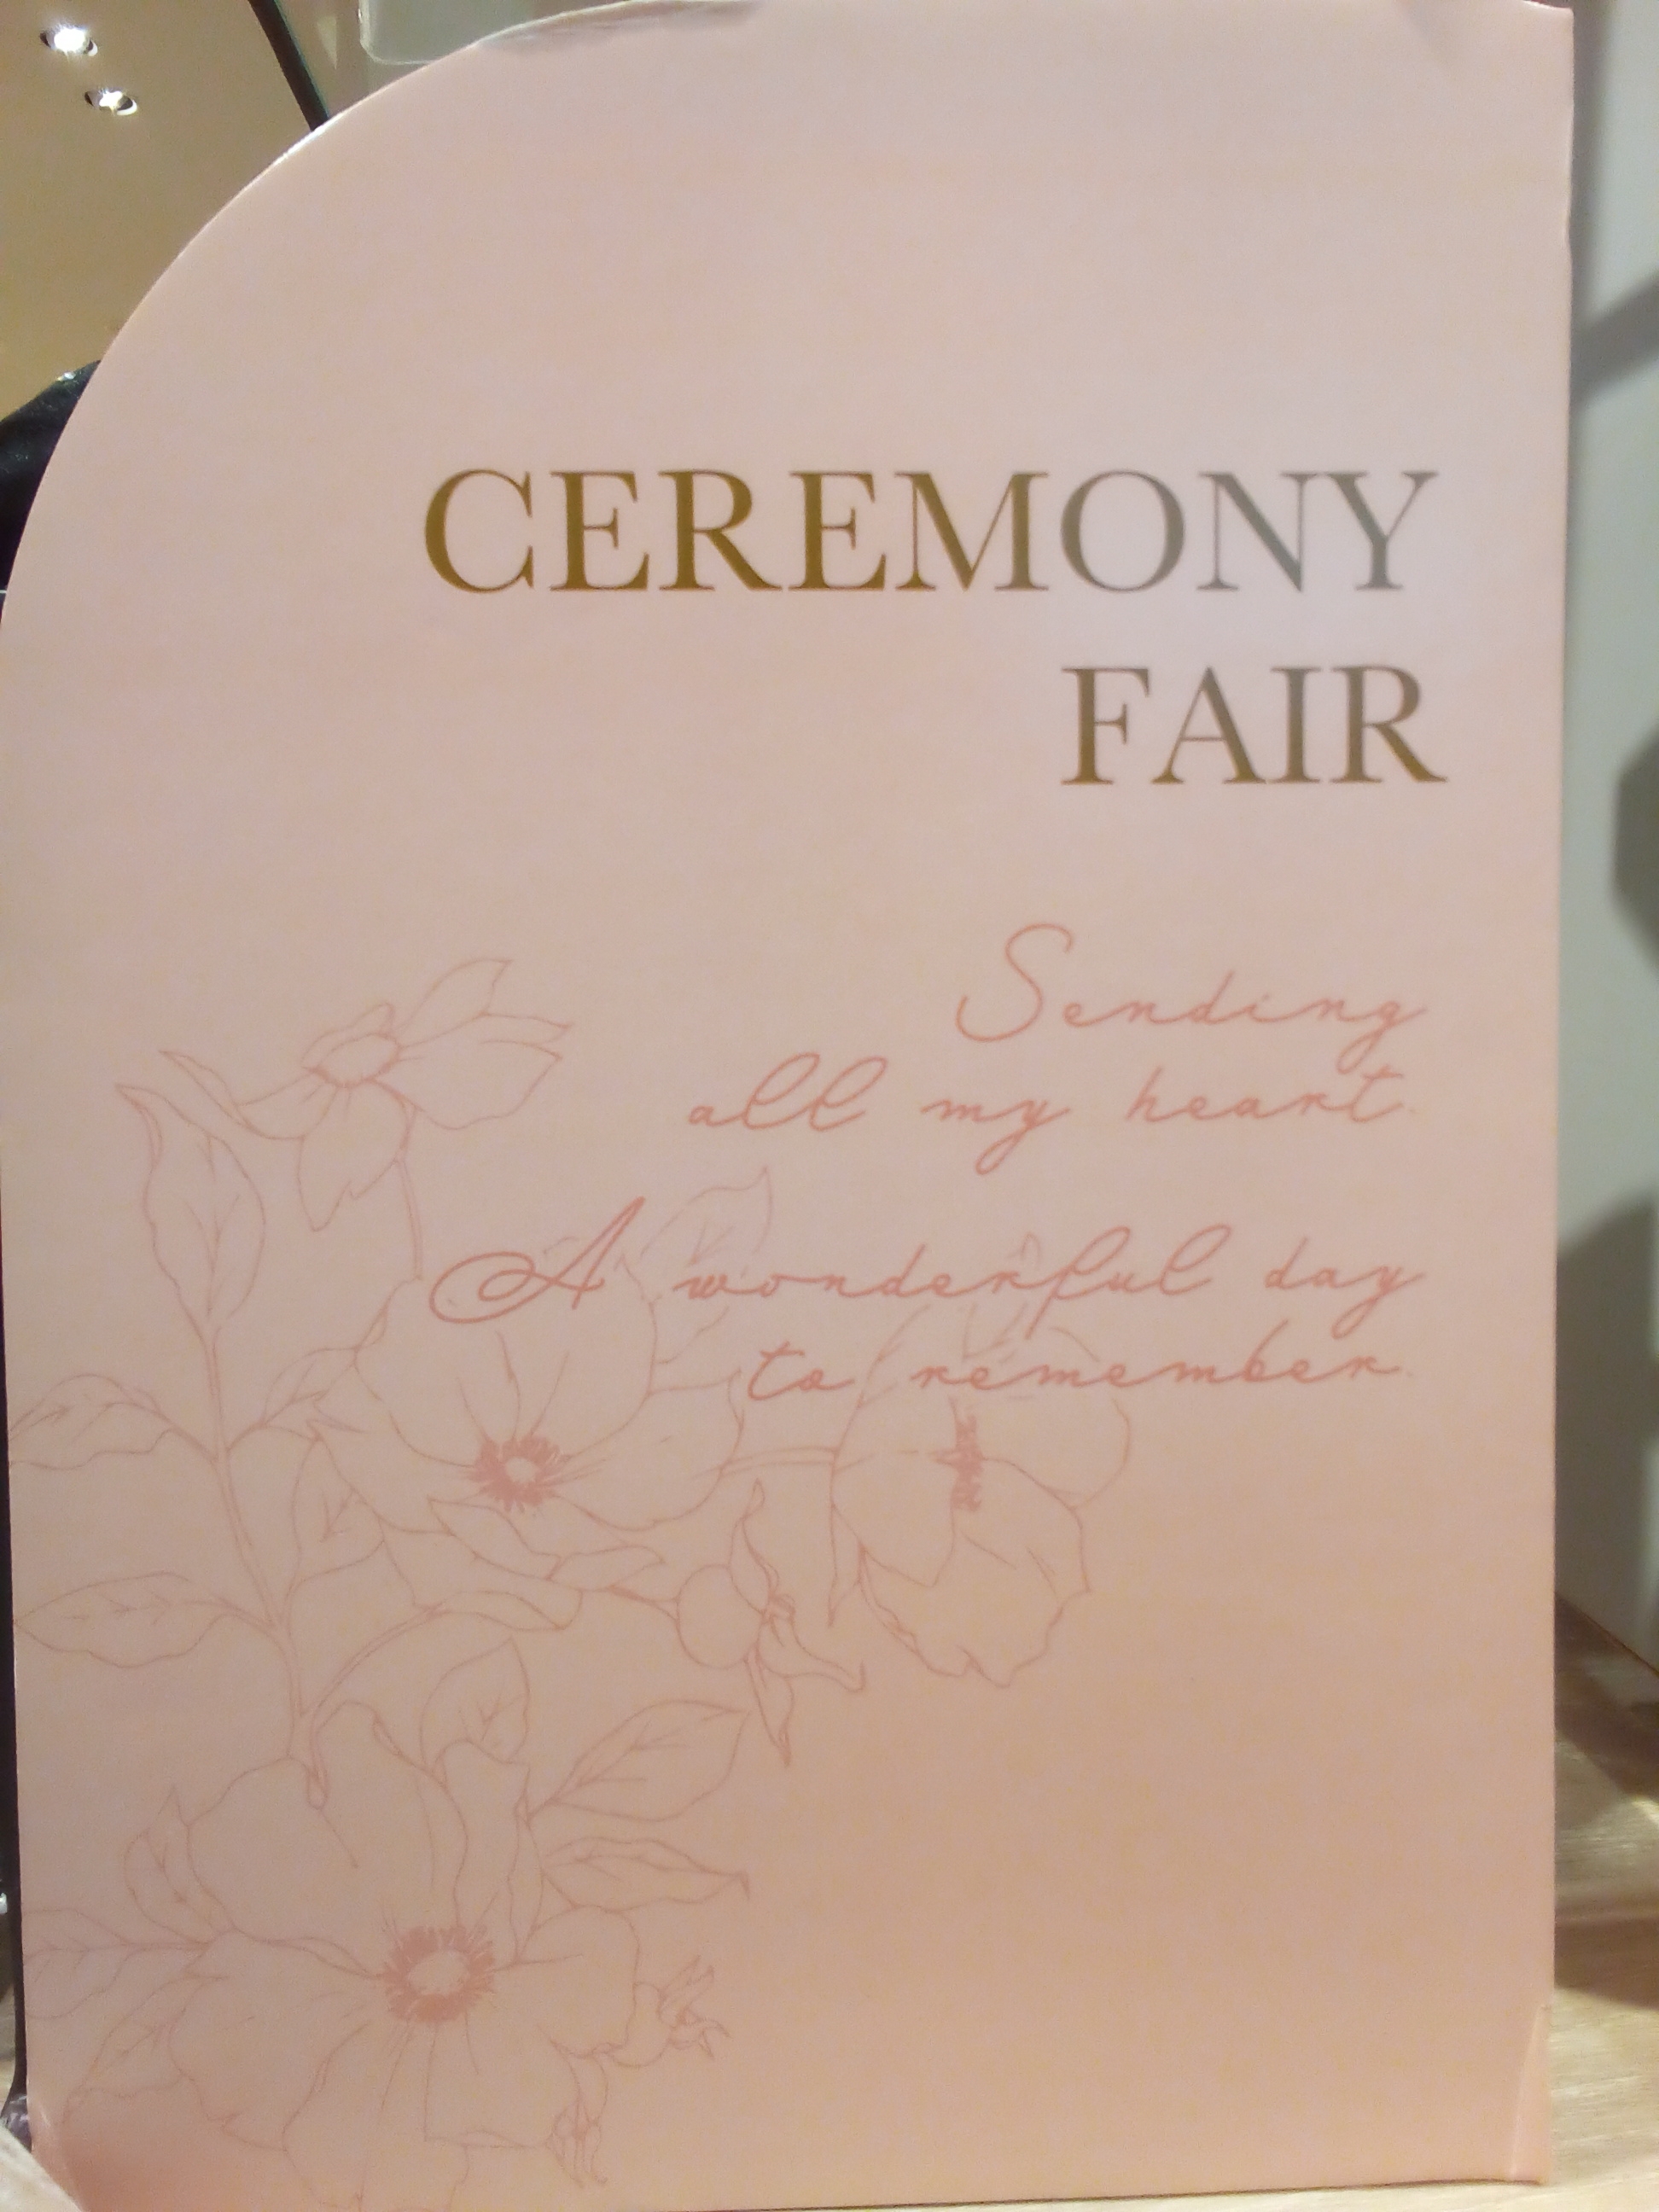 CEREMONY
FAIR
Sending
all my heart.
A wonderful day
to remember.